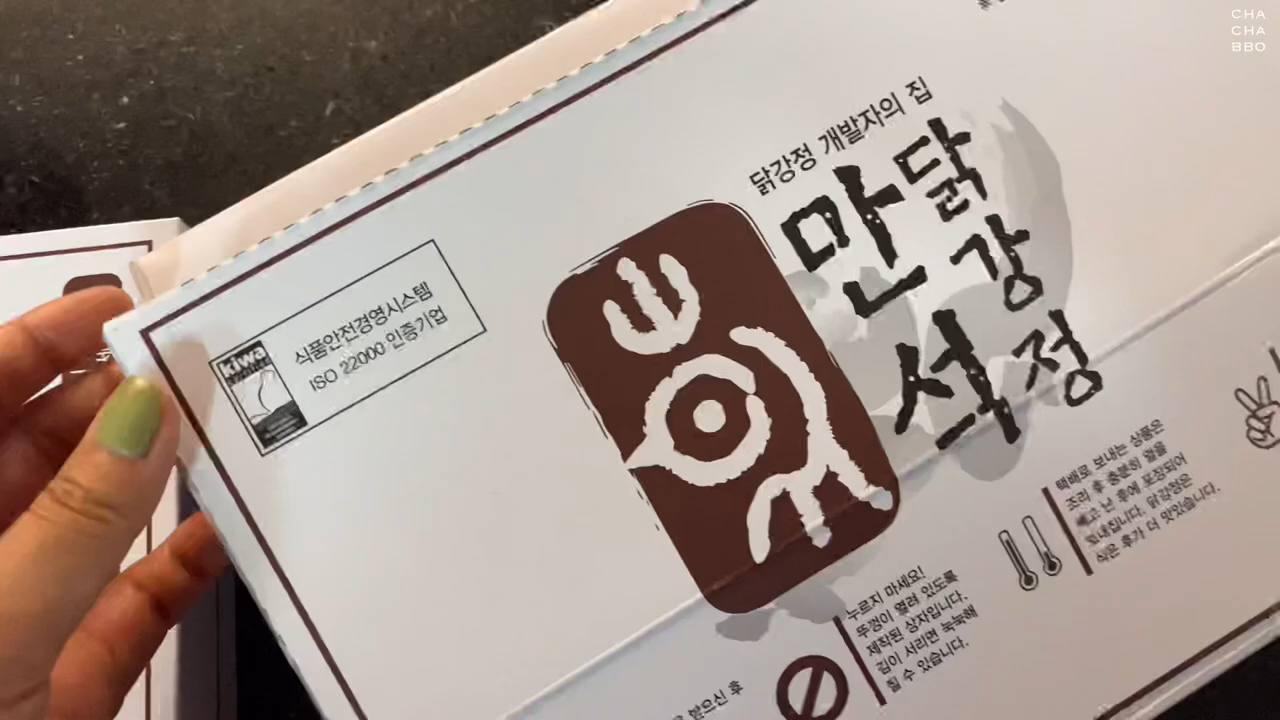 CHA
CHA
BBO
닭강정 개발자의 집
만석
닭강정
kiwa
식품안전경영시스템
ISO 22000 인증기업
택배로 보내는 상품은
조리 후 충분히 열을
빼고 난 후에 포장되어
보내집니다. 닭강정은
식은 후가 더 맛있습니다.
누르지 마세요!
뚜껑이 열려 있도록
제작된 상자입니다.
김이 서리면 눅눅해
질 수 있습니다.
받으신 후